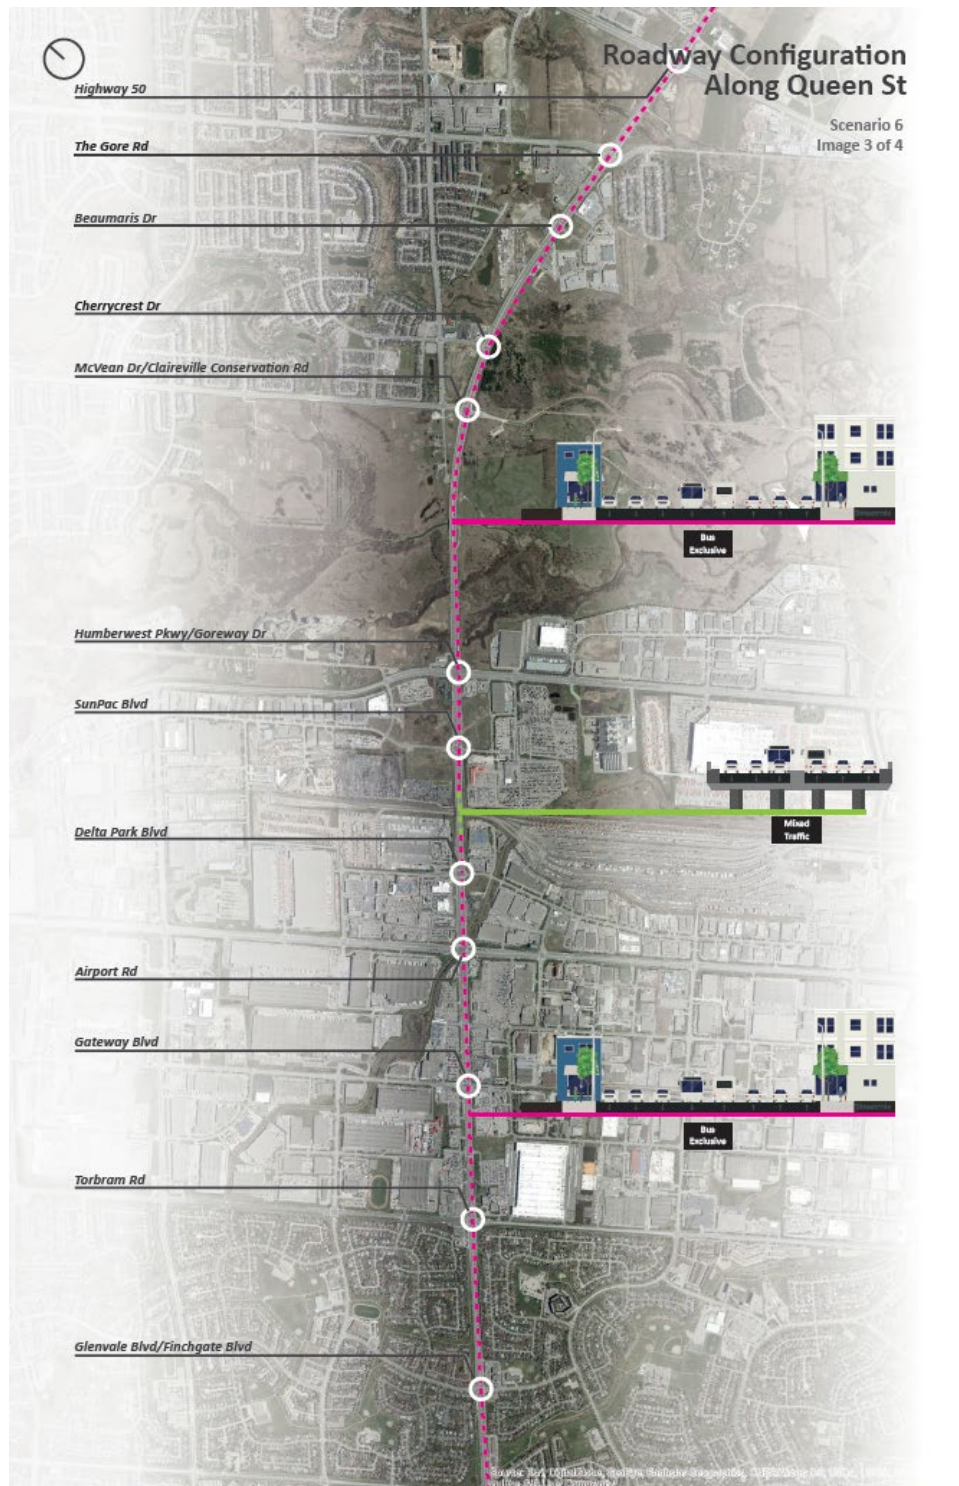 Roadway Configuration
Along Queen St
Scenario 6
Image 3 of 4
Highway 50
The Gore Rd
Beaumaris Dr
Cherrycrest Dr
McVean Dr/Claireville Conservation Rd
Bus
Exclusive
Humberwest Pkwy/Goreway Dr
SunPac Blvd
Mixed
Traffic
Delta Park Blvd
Airport Rd
Gateway Blvd
Bus
Exclusive
Torbram Rd
Glenvale Blvd/Finchgate Blvd